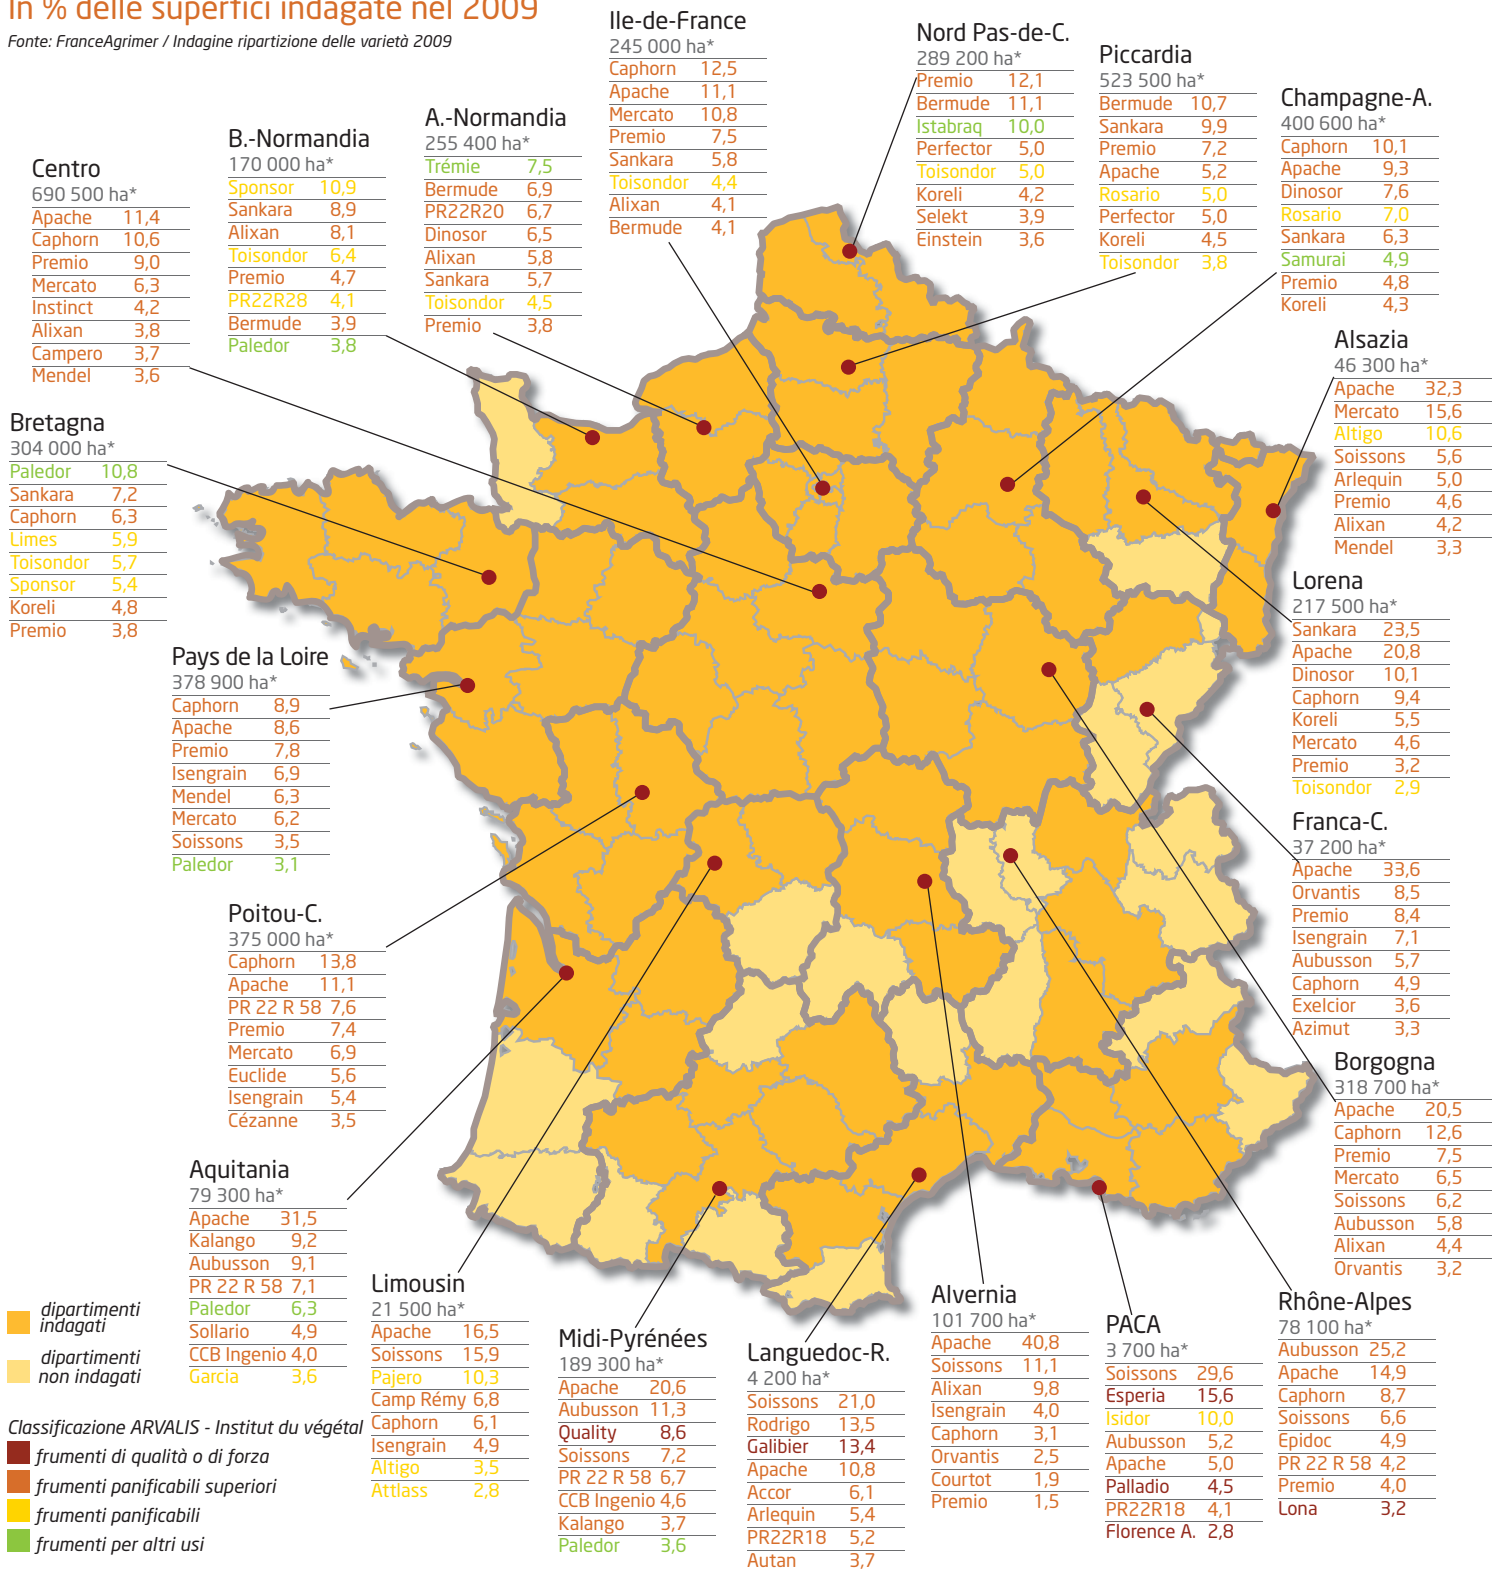 In % delle superfici indagate nel 2009
Fonte: FranceAgrimer / Indagine ripartizione delle varietà 2009
Centro
690 500 ha*
Apache 11,4
Caphorn 10,6
Premio 9,0
Mercato 6,3
Instinct 4,2
Alixan 3,8
Campero 3,7
Mendel 3,6
B.-Normandia
170 000 ha*
Sponsor 10,9
Sankara 8,9
Alixan 8,1
Toisondor 6,4
Premio 4,7
PR22R28 4,1
Bermude 3,9
Paledor 3,8
A.-Normandia
255 400 ha*
Trémie 7,5
Bermude 6,9
PR22R20 6,7
Dinosor 6,5
Alixan 5,8
Sankara 5,7
Toisondor 4,5
Premio 3,8
Ile-de-France
245 000 ha*
Caphorn 12,5
Apache 11,1
Mercato 10,8
Premio 7,5
Sankara 5,8
Toisondor 4,4
Alixan 4,1
Bermude 4,1
Nord Pas-de-C.
289 200 ha*
Premio 12,1
Bermude 11,1
Istabraq 10,0
Perfector 5,0
Toisondor 5,0
Koreli 4,2
Selekt 3,9
Einstein 3,6
Piccardia
523 500 ha*
Bermude 10,7
Sankara 9,9
Premio 7,2
Apache 5,2
Rosario 5,0
Perfector 5,0
Koreli 4,5
Toisondor 3,8
Champagne-A.
400 600 ha*
Caphorn 10,1
Apache 9,3
Dinosor 7,6
Rosario 7,0
Sankara 6,3
Samurai 4,9
Premio 4,8
Koreli 4,3
Alsazia
46 300 ha*
Apache 32,3
Mercato 15,6
Altigo 10,6
Soissons 5,6
Arlequin 5,0
Premio 4,6
Alixan 4,2
Mendel 3,3
Bretagna
304 000 ha*
Paledor 10,8
Sankara 7,2
Caphorn 6,3
Limes 5,9
Toisondor 5,7
Sponsor 5,4
Koreli 4,8
Premio 3,8
Lorena
217 500 ha*
Sankara 23,5
Apache 20,8
Dinosor 10,1
Caphorn 9,4
Koreli 5,5
Mercato 4,6
Premio 3,2
Toisondor 2,9
Pays de la Loire
378 900 ha*
Caphorn 8,9
Apache 8,6
Premio 7,8
Isengrain 6,9
Mendel 6,3
Mercato 6,2
Soissons 3,5
Paledor 3,1
Franca-C.
37 200 ha*
Apache 33,6
Orvantis 8,5
Premio 8,4
Isengrain 7,1
Aubusson 5,7
Caphorn 4,9
Exelcior 3,6
Azimut 3,3
Poitou-C.
375 000 ha*
Caphorn 13,8
Apache 11,1
PR 22 R 58 7,6
Premio 7,4
Mercato 6,9
Euclide 5,6
Isengrain 5,4
Cézanne 3,5
Borgogna
318 700 ha*
Apache 20,5
Caphorn 12,6
Premio 7,5
Mercato 6,5
Soissons 6,2
Aubusson 5,8
Alixan 4,4
Orvantis 3,2
Aquitania
79 300 ha*
Apache 31,5
Kalango 9,2
Aubusson 9,1
PR 22 R 58 7,1
Paledor 6,3
Sollario 4,9
CCB Ingenio 4,0
Garcia 3,6
Limousin
21 500 ha*
Apache 16,5
Soissons 15,9
Pajero 10,3
Camp Rémy 6,8
Caphorn 6,1
Isengrain 4,9
Altigo 3,5
Attlass 2,8
Midi-Pyrénées
189 300 ha*
Apache 20,6
Aubusson 11,3
Quality 8,6
Soissons 7,2
PR 22 R 58 6,7
CCB Ingenio 4,6
Kalango 3,7
Paledor 3,6
Languedoc-R.
4 200 ha*
Soissons 21,0
Rodrigo 13,5
Galibier 13,4
Apache 10,8
Accor 6,1
Arlequin 5,4
PR22R18 5,2
Autan 3,7
Alvernia
101 700 ha*
Apache 40,8
Soissons 11,1
Alixan 9,8
Isengrain 4,0
Caphorn 3,1
Orvantis 2,5
Courtot 1,9
Premio 1,5
PACA
3 700 ha*
Soissons 29,6
Esperia 15,6
Isidor 10,0
Aubusson 5,2
Apache 5,0
Palladio 4,5
PR22R18 4,1
Florence A. 2,8
Rhône-Alpes
78 100 ha*
Aubusson 25,2
Apache 14,9
Caphorn 8,7
Soissons 6,6
Epidoc 4,9
PR 22 R 58 4,2
Premio 4,0
Lona 3,2
dipartimenti
indagati
dipartimenti
non indagati
Classificazione ARVALIS - Institut du végétal
frumenti di qualità o di forza
frumenti panificabili superiori
frumenti panificabili
frumenti per altri usi